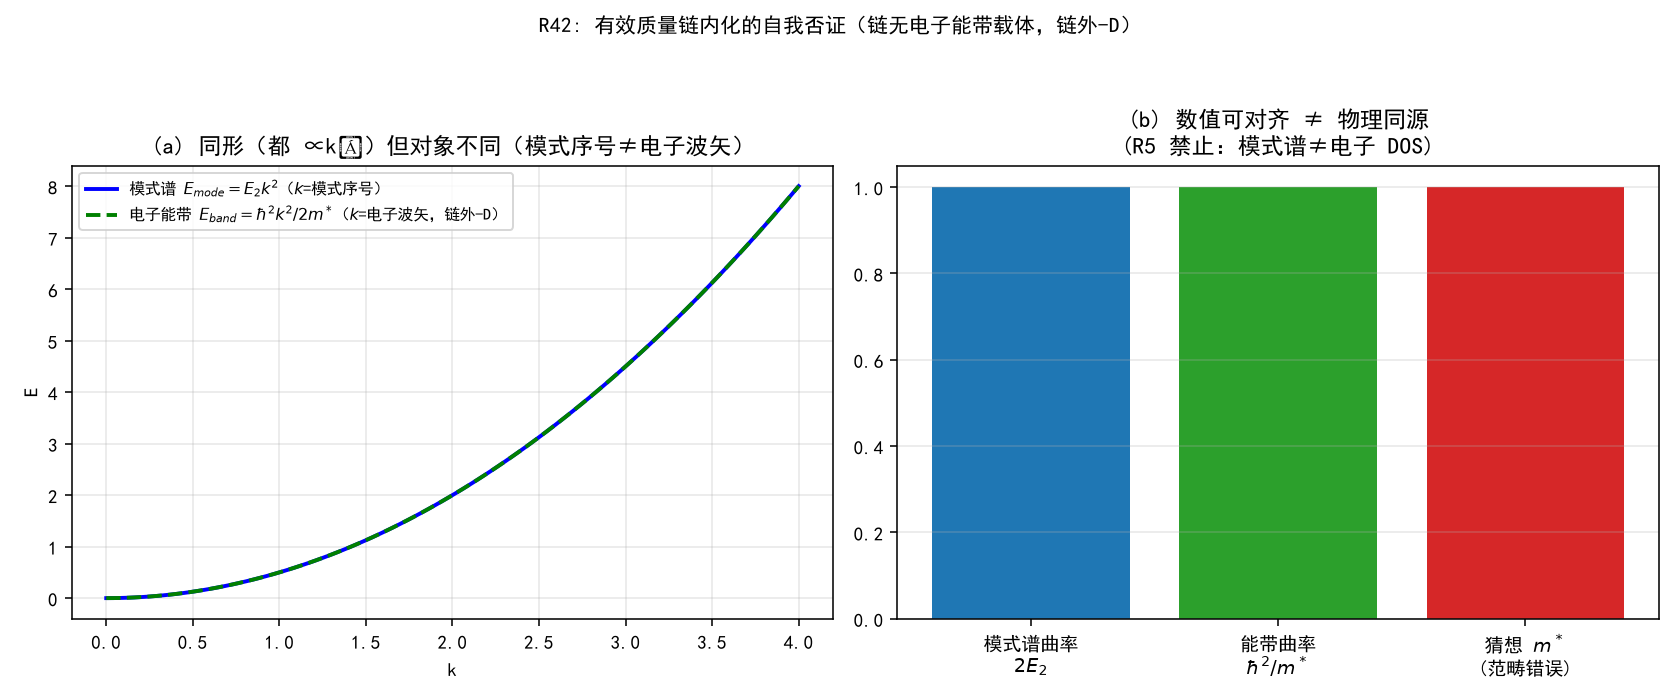 R42: 有效质量链内化的自我否证（链无电子能带载体，链外-D）
(a) 同形（都 ∝k）但对象不同（模式序号≠电子波矢）
模式谱 E_mode = E₂k²（k=模式序号）
电子能带 E_band = ℏ²k²/2m*（k=电子波矢，链外-D）
8
7
6
5
4
3
2
1
0
E
0.0 0.5 1.0 1.5 2.0 2.5 3.0 3.5 4.0
k
(b) 数值可对齐 ≠ 物理同源
(R5 禁止：模式谱≠电子 DOS)
1.0
0.8
0.6
0.4
0.2
0.0
模式谱曲率
2E₂
能带曲率
ℏ²/m*
猜想 m*
(范畴错误)